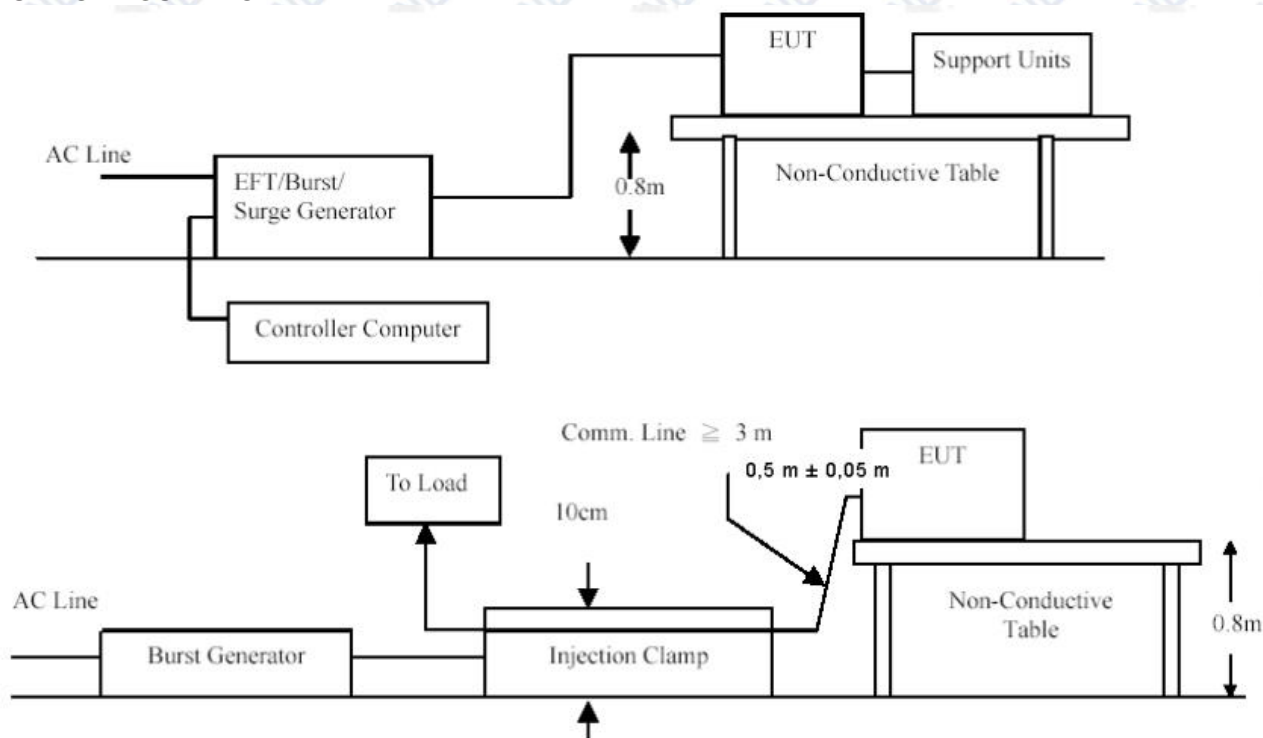 EUT
Support Units
AC Line
EFT/Burst/
Surge Generator
0.8m
Non-Conductive Table
Controller Computer
Comm. Line ≧ 3 m
0,5 m ± 0,05 m
EUT
To Load
10cm
AC Line
Burst Generator
Injection Clamp
Non-Conductive
Table
0.8m